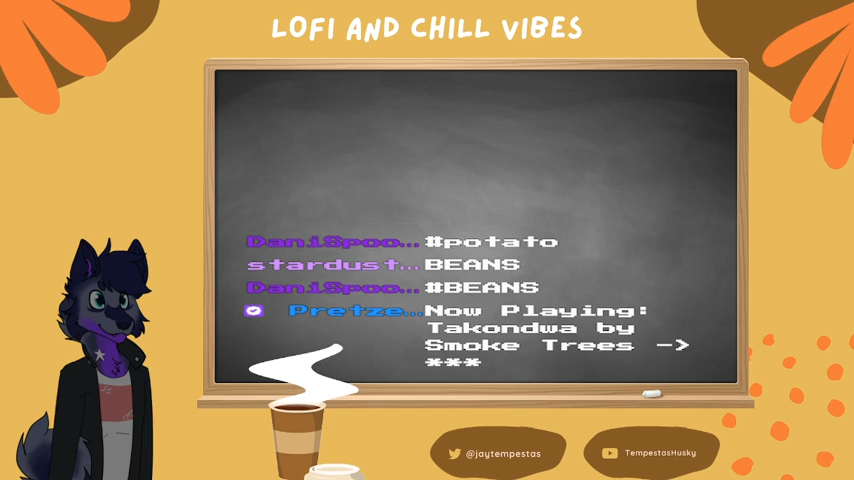 LOFI AND CHILL VIBES
DaniSpoo... #potato
stardust... BEANS
DaniSpoo... #BEANS
Pretze... Now Playing:
Takondwa by
Smoke Trees ->
***
@jaytempestas
TempestasHusky